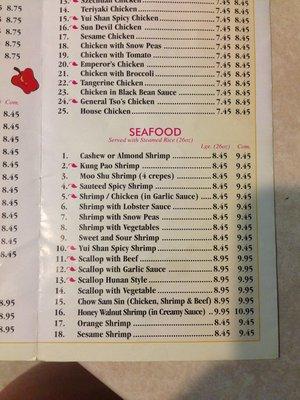 8.75
8.75
8.75
8.75
Com.
8.45
8.45
8.45
8.45
8.45
8.45
8.45
8.45
8.45
8.95
8.95
8.95
13. Szechuan Chicken 7.45 8.45
14. Teriyaki Chicken 7.45 8.45
15. Yui Shan Spicy Chicken 7.45 8.45
16. Sun Devil Chicken 7.45 8.45
17. Sesame Chicken 7.45 8.45
18. Chicken with Snow Peas 7.45 8.45
19. Chicken with Tomato 7.45 8.45
20. Emperor's Chicken 7.45 8.45
21. Chicken with Broccoli 7.45 8.45
22. Tangerine Chicken 7.45 8.45
23. Chicken in Black Bean Sauce 7.45 8.45
24. General Tso's Chicken 7.45 8.45
25. House Chicken 7.45 8.45
SEAFOOD
Served with Steamed Rice (26oz)
Lge. (26oz) Com.
1. Cashew or Almond Shrimp 8.45 9.45
2. Kung Pao Shrimp 8.45 9.45
3. Moo Shu Shrimp (4 crepes) 8.45 9.45
4. Sauteed Spicy Shrimp 8.45 9.45
5. Shrimp / Chicken (in Garlic Sauce) 8.45 9.45
6. Shrimp with Lobster Sauce 8.45 9.45
7. Shrimp with Snow Peas 8.45 9.45
8. Shrimp with Vegetables 8.45 9.45
9. Sweet and Sour Shrimp 8.45 9.45
10. Yui Shan Spicy Shrimp 8.45 9.45
11. Scallop with Beef 8.95 9.95
12. Scallop with Garlic Sauce 8.95 9.95
13. Scallop Hunan Style 8.95 9.95
14. Scallop with Vegetable 8.95 9.95
15. Chow Sam Sin (Chicken, Shrimp & Beef) 8.95 9.95
16. Honey Walnut Shrimp (in Creamy Sauce) 9.95 10.95
17. Orange Shrimp 8.45 9.45
18. Sesame Shrimp 8.45 9.45